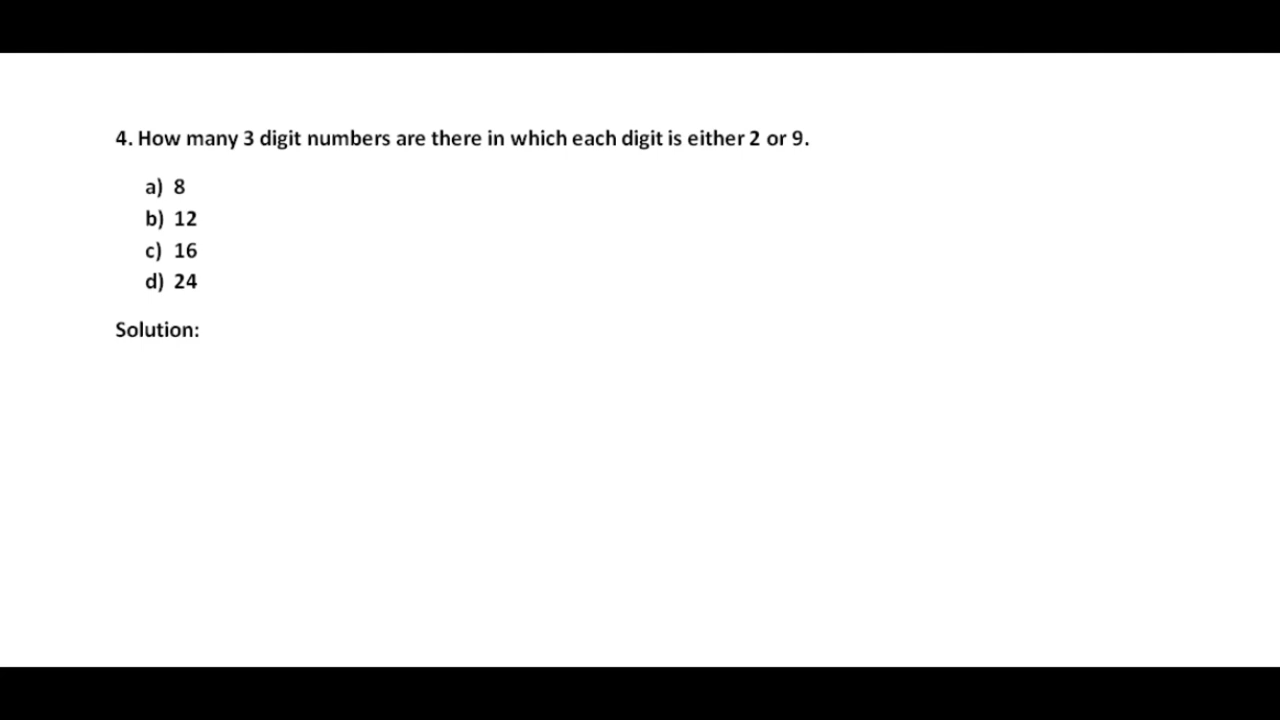 4. How many 3 digit numbers are there in which each digit is either 2 or 9.
a) 8
b) 12
c) 16
d) 24
Solution: